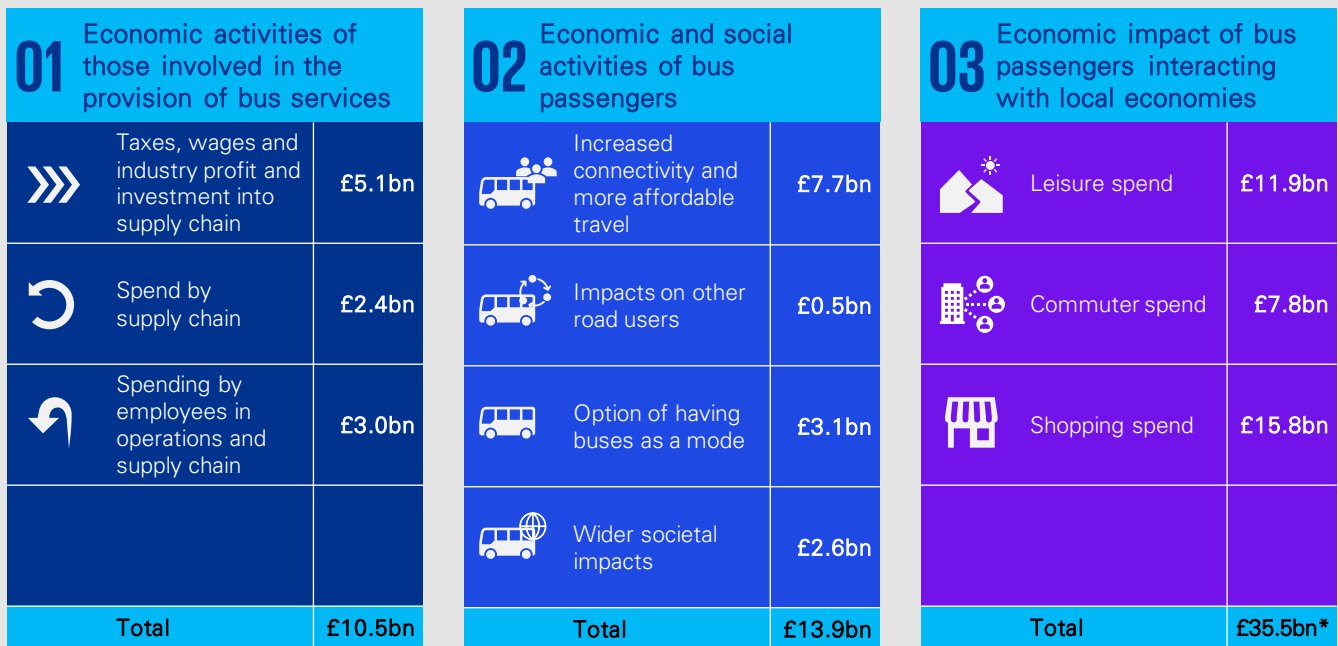 01
Economic activities of
those involved in the
provision of bus services
Taxes, wages and
industry profit and
investment into
supply chain
£5.1bn
Spend by
supply chain
£2.4bn
Spending by
employees in
operations and
supply chain
£3.0bn
Total
£10.5bn
02
Economic and social
activities of bus
passengers
Increased
connectivity and
more affordable
travel
£7.7bn
Impacts on other
road users
£0.5bn
Option of having
buses as a mode
£3.1bn
Wider societal
impacts
£2.6bn
Total
£13.9bn
03
Economic impact of bus
passengers interacting
with local economies
Leisure spend
£11.9bn
Commuter spend
£7.8bn
Shopping spend
£15.8bn
Total
£35.5bn*